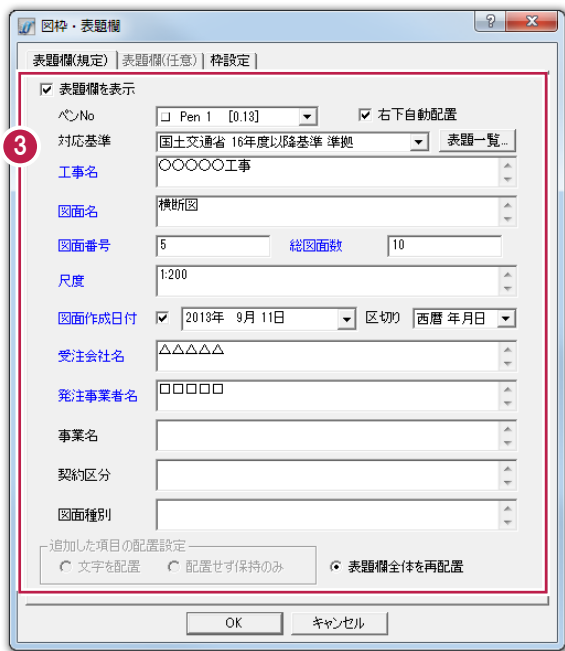 図枠・表題欄
表題欄(規定) 表題欄(任意) 枠設定
表題欄を表示
ペンNo Pen 1 [0.13] 右下自動配置
3
対応基準 国土交通省 16年度以降基準 準拠 表題一覧...
工事名 〇〇〇〇〇工事
図面名 横断図
図面番号 5 総図面数 10
尺度 1:200
図面作成日付 2013年 9月 11日 区切り 西暦 年月日
受注会社名 △△△△△
発注事業者名 □□□□□
事業名
契約区分
図面種別
追加した項目の配置設定
文字を配置 配置せず保持のみ 表題欄全体を再配置
OK キャンセル